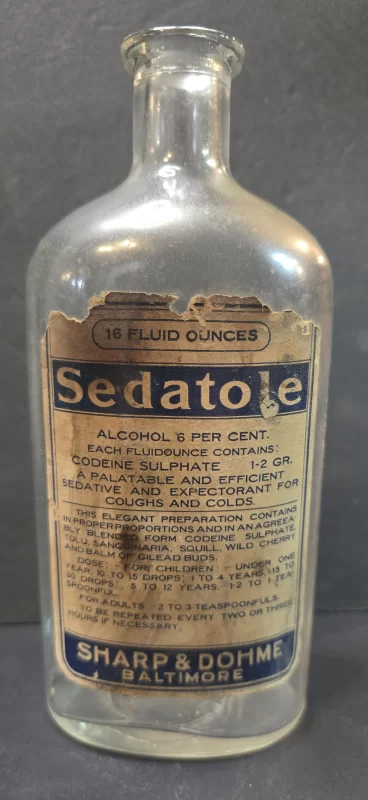 16 FLUID OUNCES
Sedatole
ALCOHOL 6 PER CENT.
EACH FLUIDOUNCE CONTAINS:
CODEINE SULPHATE 1-2 GR.
A PALATABLE AND EFFICIENT
SEDATIVE AND EXPECTORANT FOR
COUGHS AND COLDS.
THIS ELEGANT PREPARATION CONTAINS
IN PROPER PROPORTIONS AND IN AN AGREEA-
BLY BLENDED FORM CODEINE SULPHATE,
TOLU, SANGUINARIA, SQUILL, WILD CHERRY
AND BALM OF GILEAD BUDS.
DOSE:- FOR CHILDREN:- UNDER ONE
YEAR, 10 TO 15 DROPS; 1 TO 4 YEARS, 15 TO
30 DROPS; 5 TO 12 YEARS, 1-2 TO 1 TEA-
SPOONFUL.
FOR ADULTS - 2 TO 3 TEASPOONFULS.
TO BE REPEATED EVERY TWO OR THREE
HOURS IF NECESSARY.
SHARP & DOHME
BALTIMORE